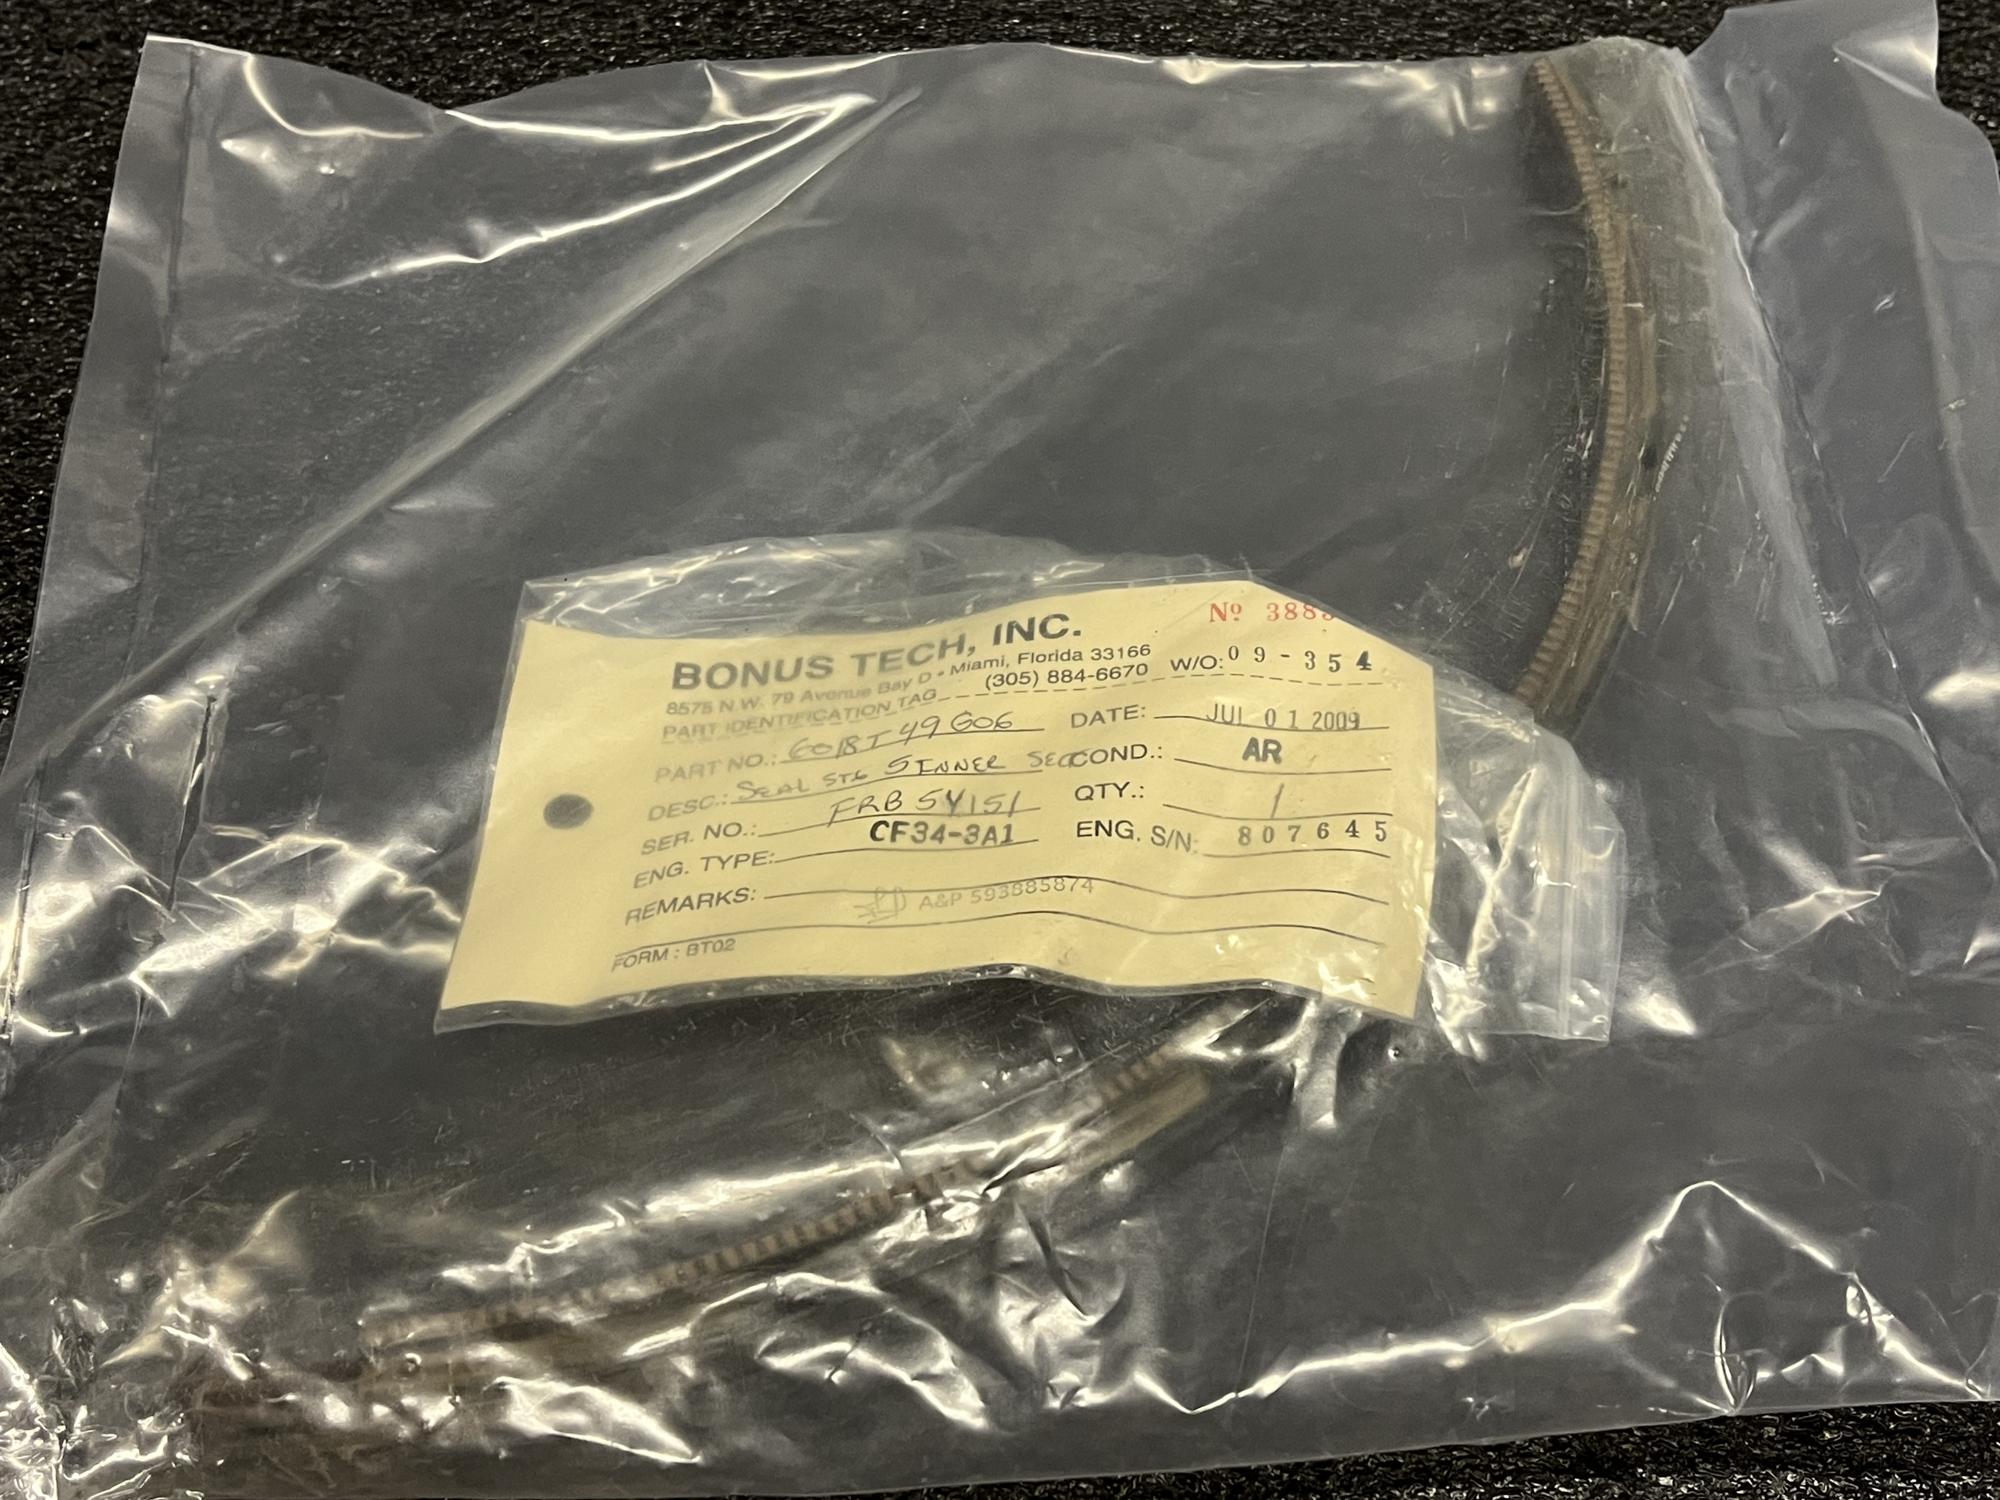 BONUS TECH, INC.
Nº 3885
8575 N.W. 79 Avenue Bay D • Miami, Florida 33166
PART IDENTIFICATION TAG (305) 884-6670
W/O: 09-354
PART NO.: 6018T49G06
DATE: JUL 01 2009
DESC.: SEAL STG 5 INNER SEC
COND.: AR
SER. NO.: FRB5Y151
QTY.: 1
ENG. TYPE: CF34-3A1
ENG. S/N: 807645
REMARKS:
A&P 593885874
FORM : BT02